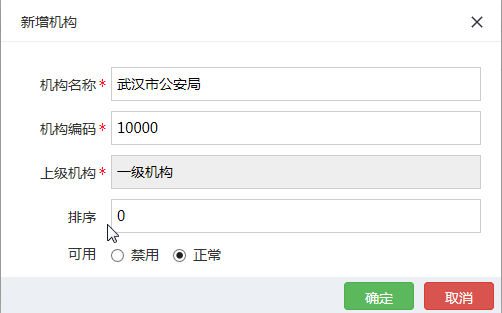 新增机构
机构名称* 武汉市公安局
机构编码* 10000
上级机构* 一级机构
排序 0
可用 禁用 正常
确定 取消